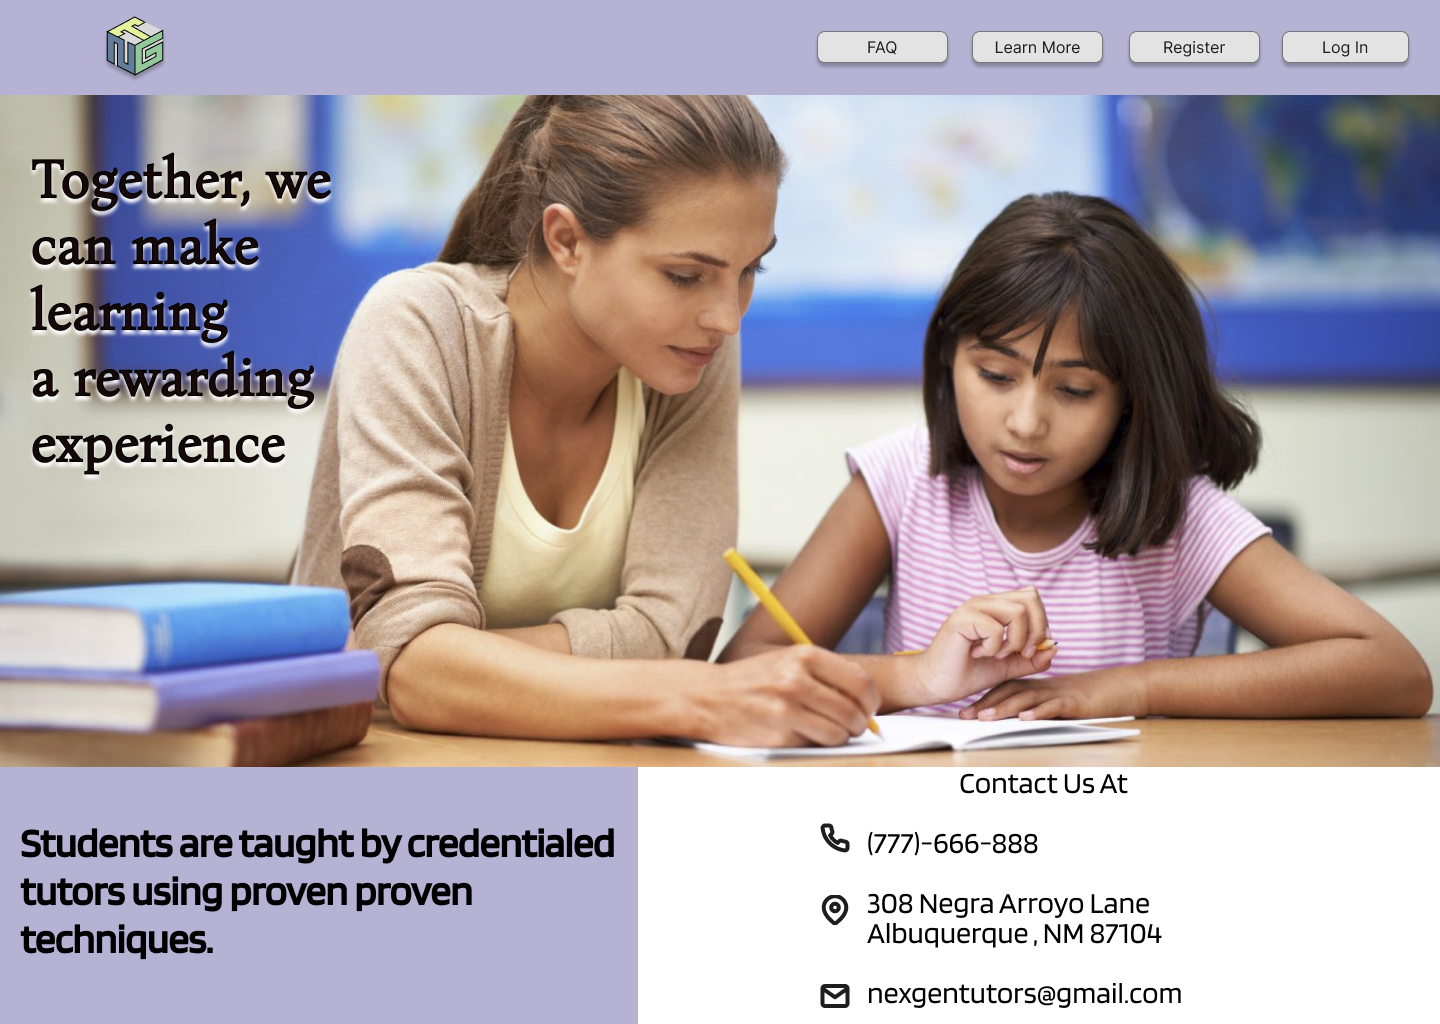 NTG
FAQ
Learn More
Register
Log In
Together, we
can make
learning
a rewarding
experience
Students are taught by credentialed
tutors using proven proven
techniques.
Contact Us At
(777)-666-888
308 Negra Arroyo Lane
Albuquerque , NM 87104
nexgentutors@gmail.com